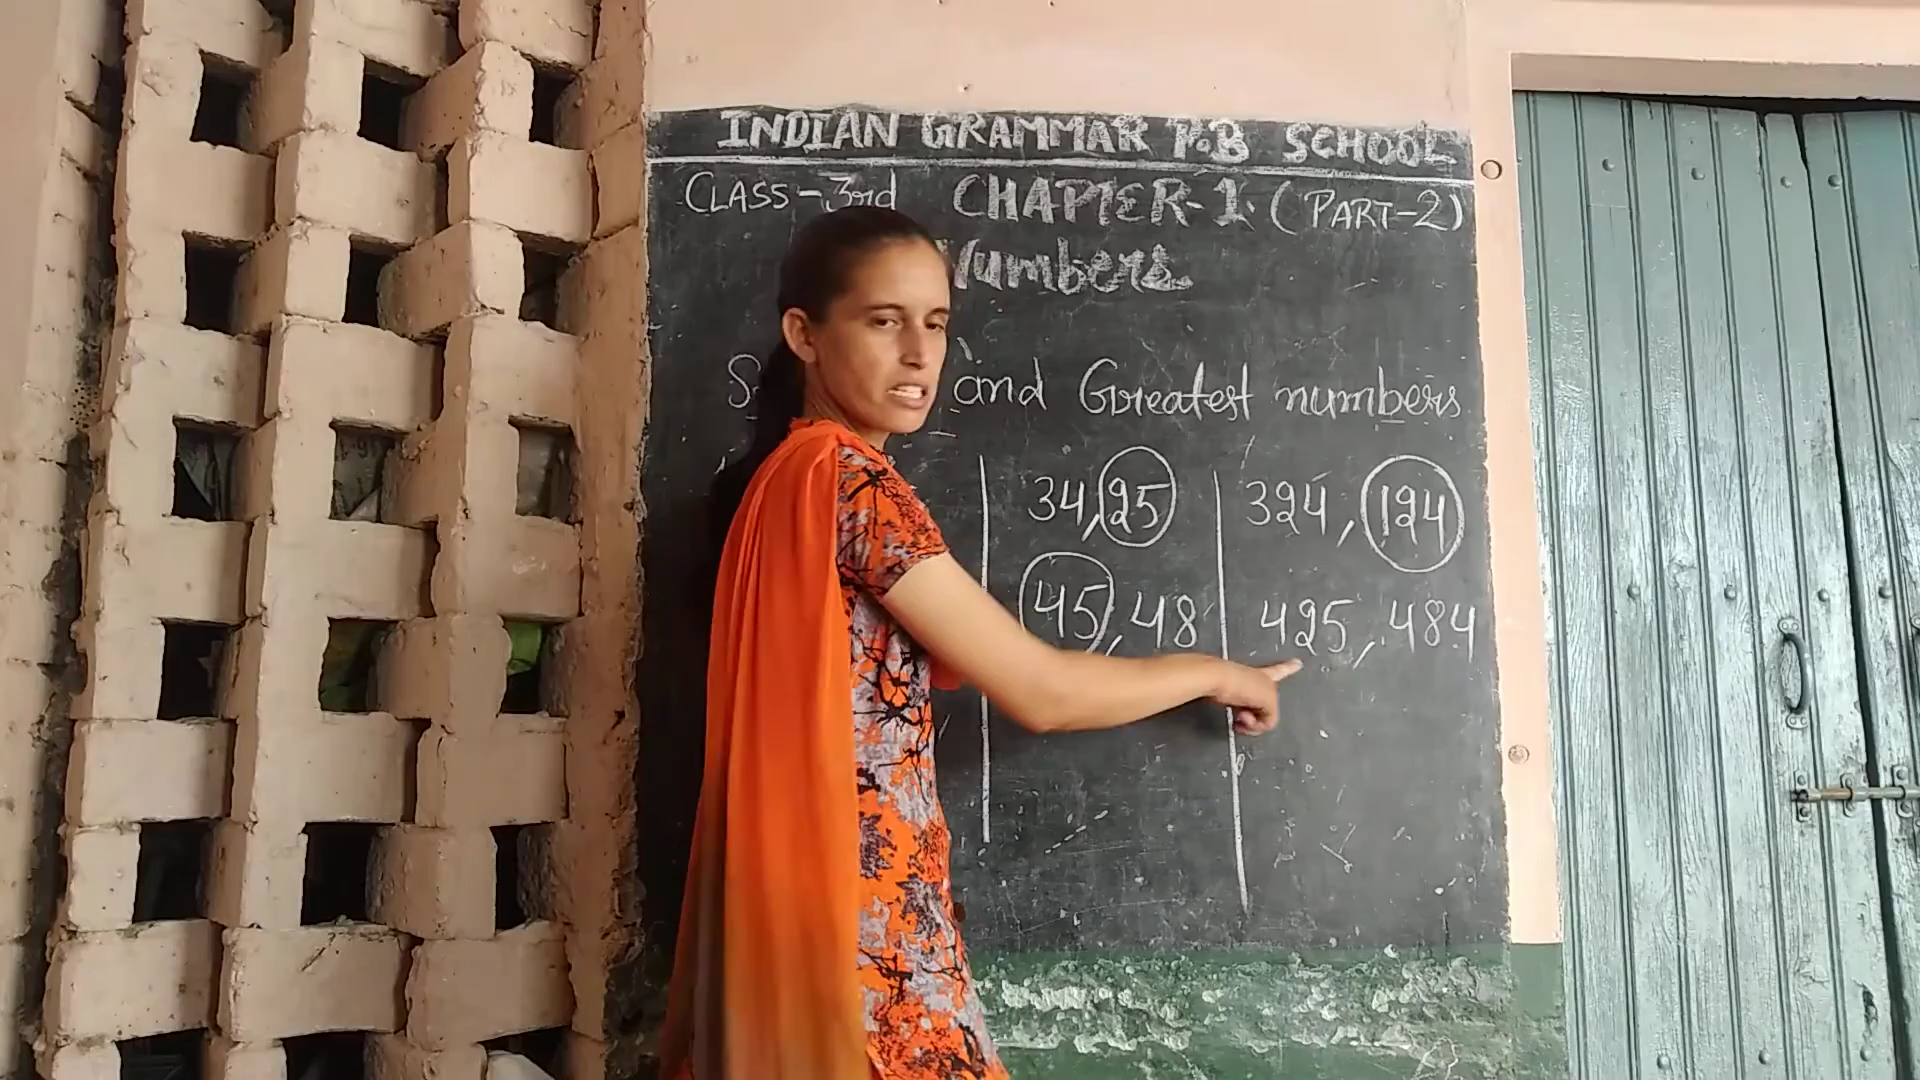 INDIAN GRAMMAR P.B SCHOOL
CLASS-3rd CHAPTER-1 (PART-2)
Numbers
and Greatest numbers
34, 25 324, 124
45, 48 425, 484